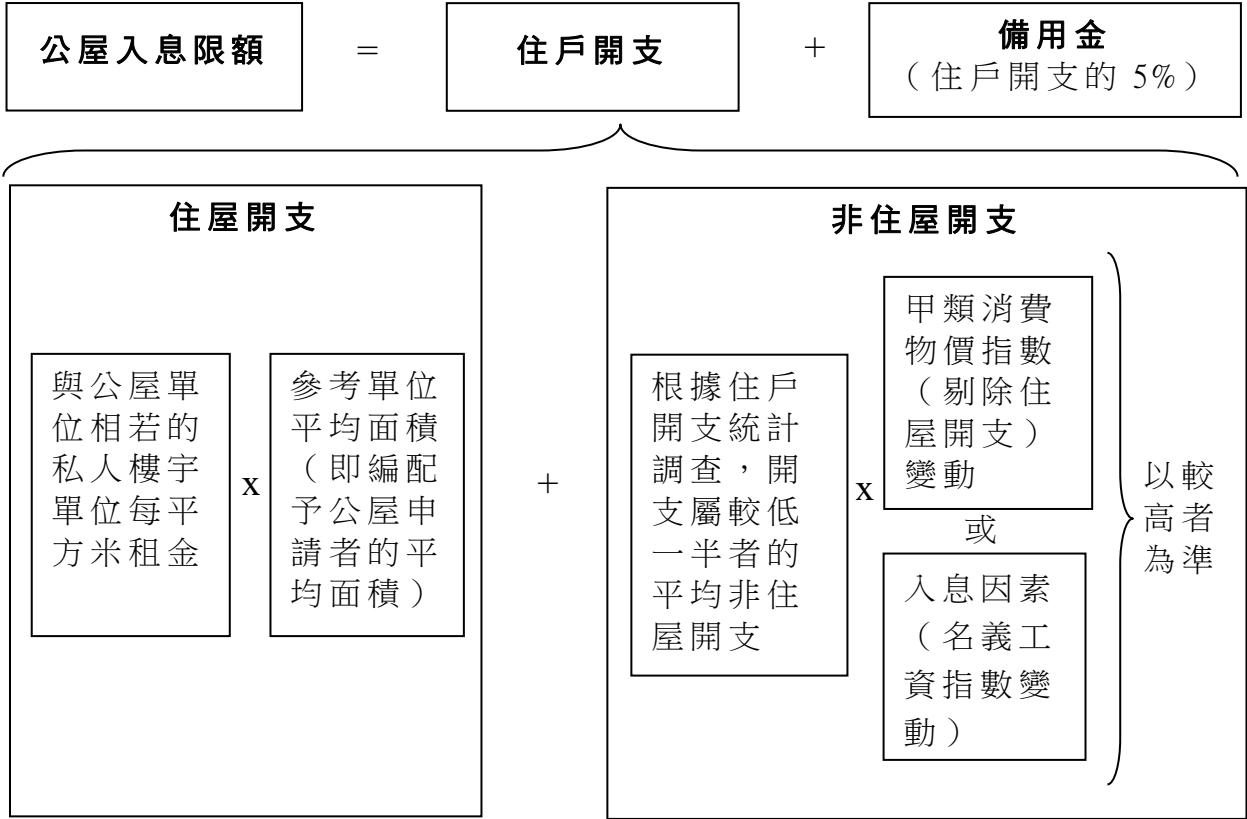 公屋入息限額 = 住戶開支 + 備用金
（住戶開支的 5%）
住屋開支
與公屋單
位相若的
私人樓宇
單位每平
方米租金
x
參考單位
平均面積
（即編配
予公屋申
請者的平
均面積）
+
非住屋開支
根據住戶
開支統計
調查，開
支屬較低
一半者的
平均非住
屋開支
x
甲類消費
物價指數
（剔除住
屋開支）
變動
或
入息因素
（名義工
資指數變
動）
以較
高者
為準